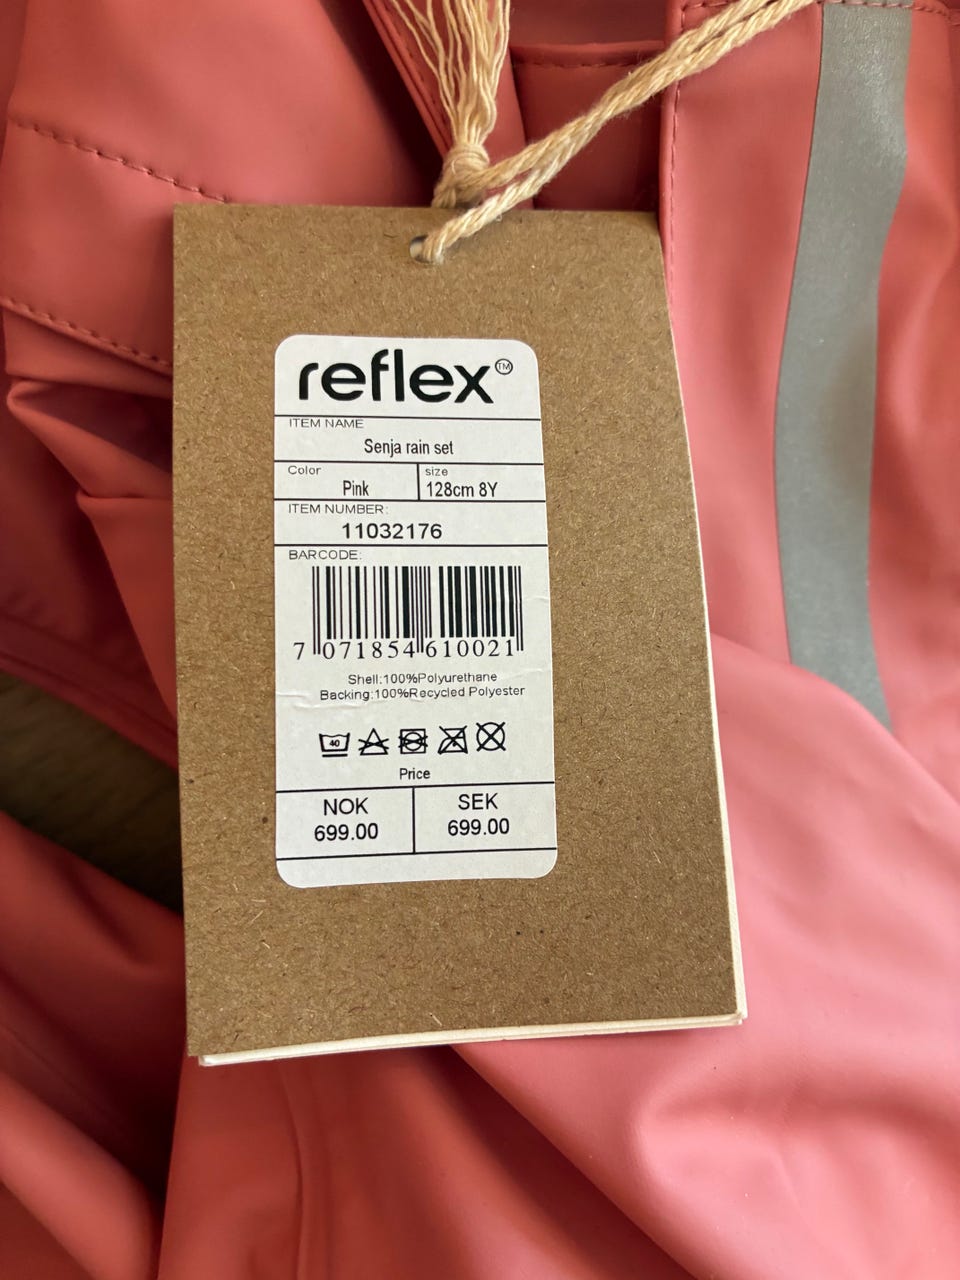 reflex™
ITEM NAME
Senja rain set
Color
Pink
size
128cm 8Y
ITEM NUMBER:
11032176
BARCODE:
7 071854 610021
Shell:100%Polyurethane
Backing:100%Recycled Polyester
40
Price
NOK
699.00
SEK
699.00